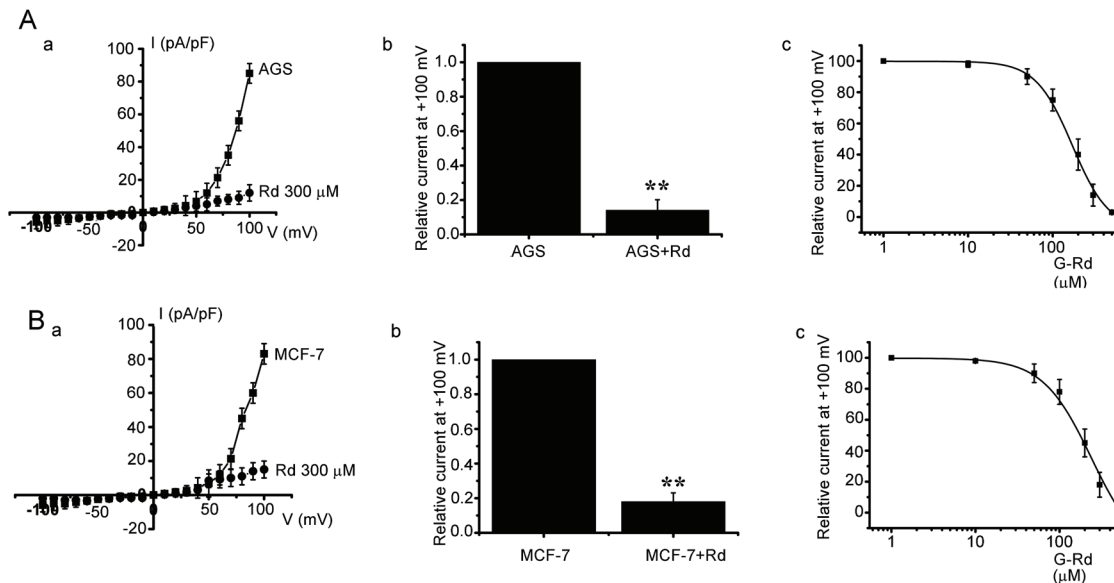 A
a
I (pA/pF)
100
80
60
40
20
0
-20
-100
-50
0
50
100
V (mV)
AGS
Rd 300 μM
b
Relative current at +100 mV
1.0
0.8
0.6
0.4
0.2
0.0
**
AGS
AGS+Rd
c
Relative current at +100 mV
100
80
60
40
20
0
1
10
100
G-Rd
(μM)
B
a
I (pA/pF)
100
80
60
40
20
0
-20
-100
-50
0
50
100
V (mV)
MCF-7
Rd 300 μM
b
Relative current at +100 mV
1.0
0.8
0.6
0.4
0.2
0.0
**
MCF-7
MCF-7+Rd
c
Relative current at +100 mV
100
80
60
40
20
0
1
10
100
G-Rd
(μM)